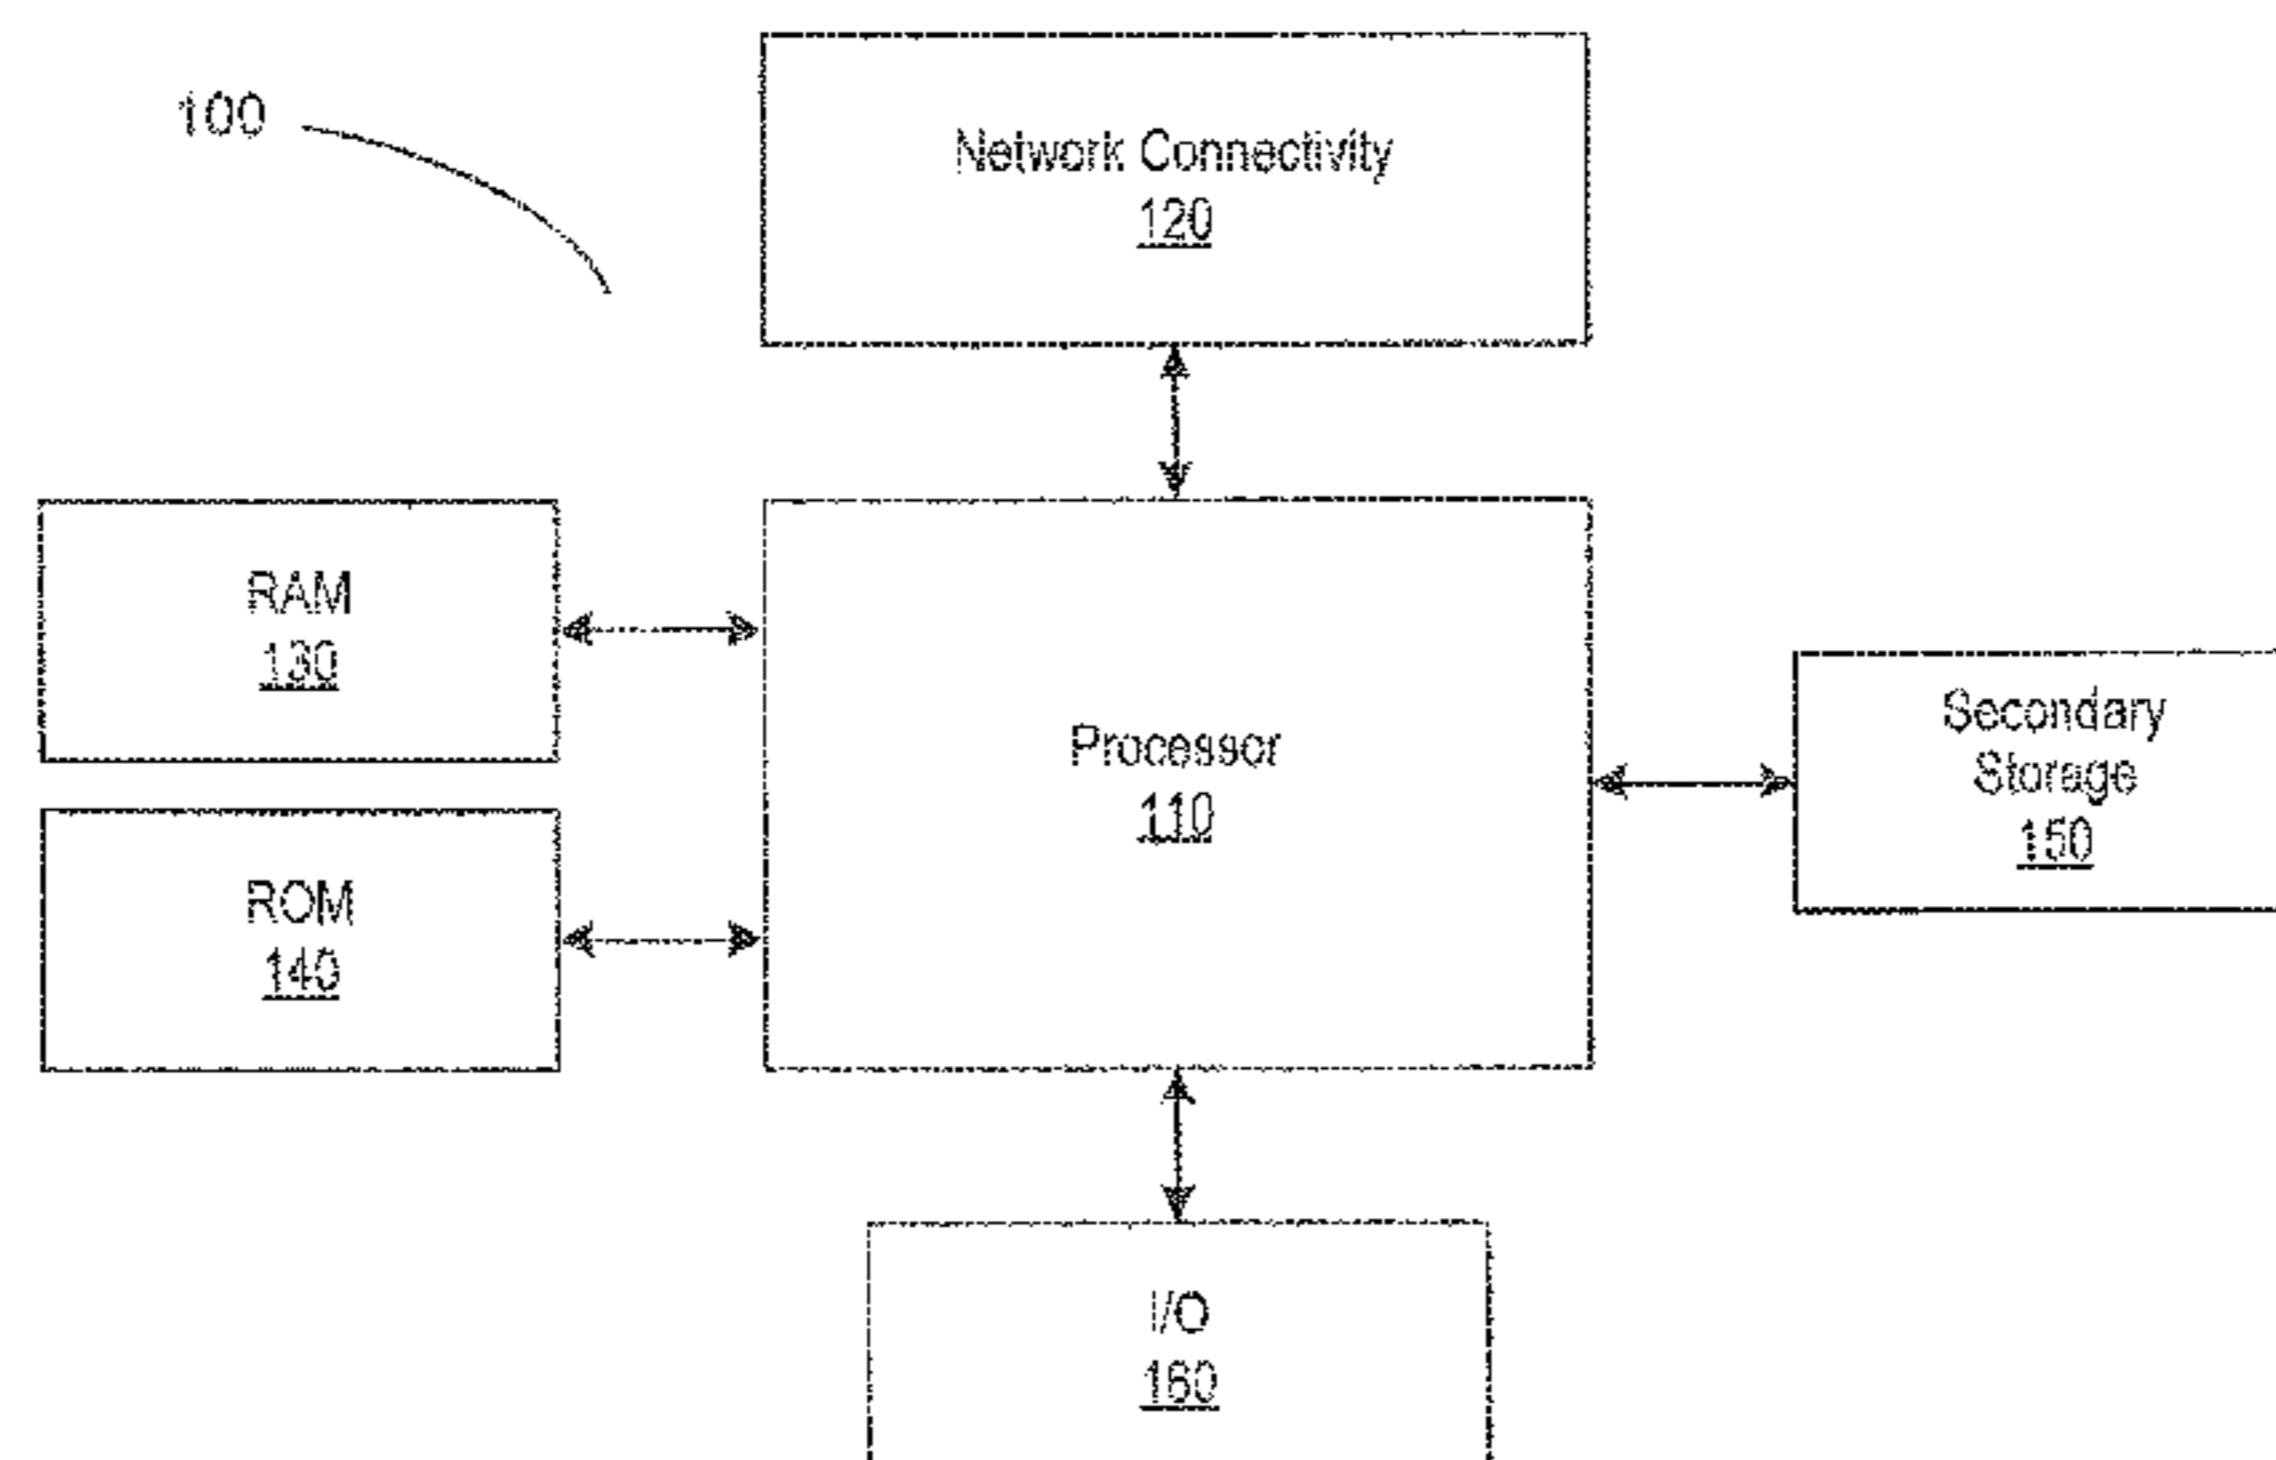 100
Network Connectivity
120
RAM
130
Processor
110
Secondary
Storage
150
ROM
140
I/O
160